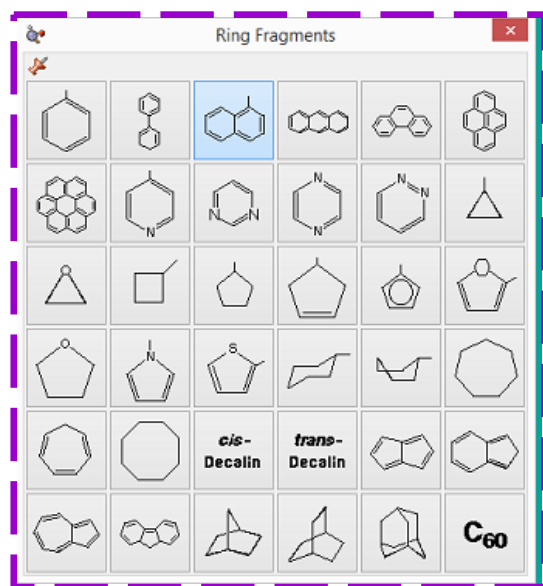 Ring Fragments
N
N N
N
N
N
N
O
O
O
N
S
cis-
Decalin
trans-
Decalin
C60